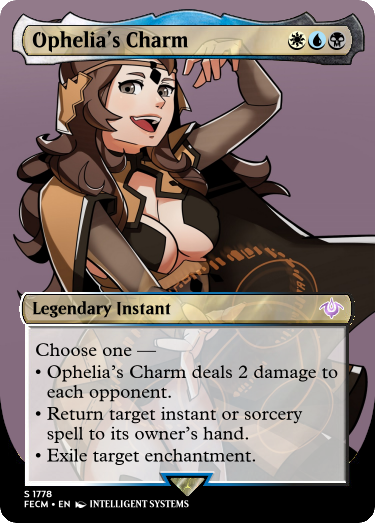 Ophelia's Charm
Legendary Instant
Choose one —
• Ophelia's Charm deals 2 damage to
each opponent.
• Return target instant or sorcery
spell to its owner's hand.
• Exile target enchantment.
S 1778
FECM • EN INTELLIGENT SYSTEMS